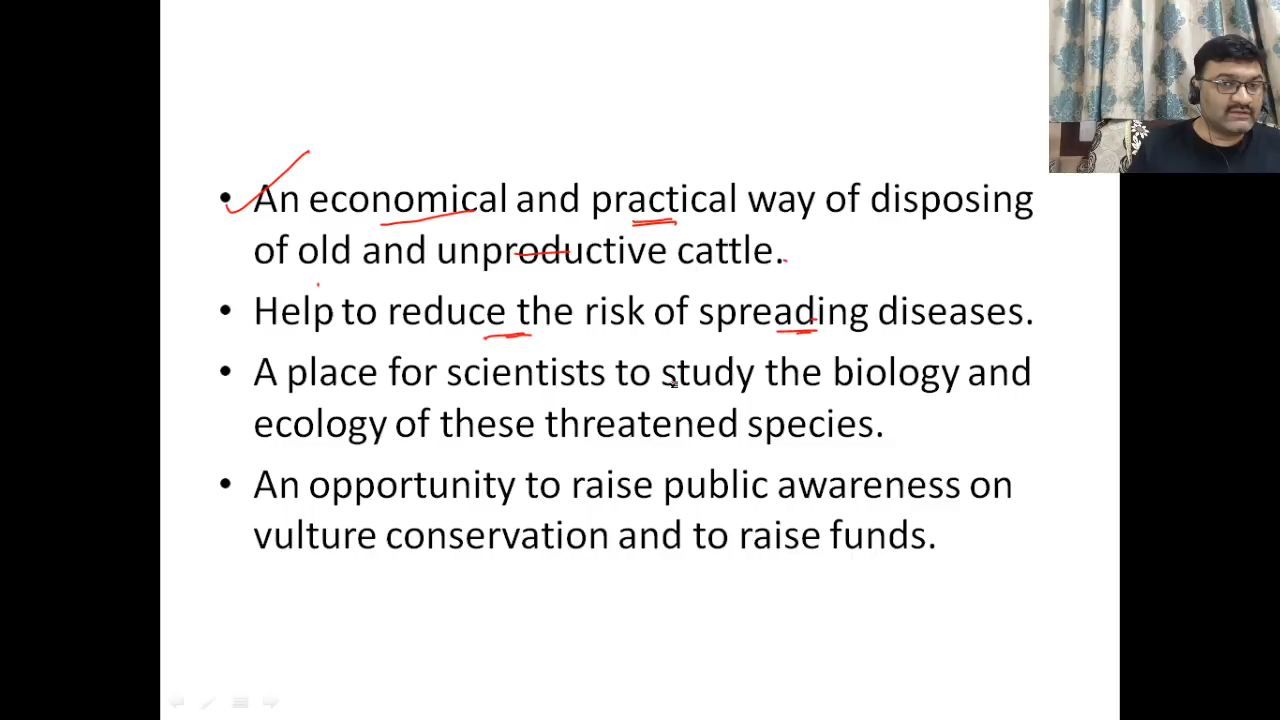 • An economical and practical way of disposing
of old and unproductive cattle.
• Help to reduce the risk of spreading diseases.
• A place for scientists to study the biology and
ecology of these threatened species.
• An opportunity to raise public awareness on
vulture conservation and to raise funds.